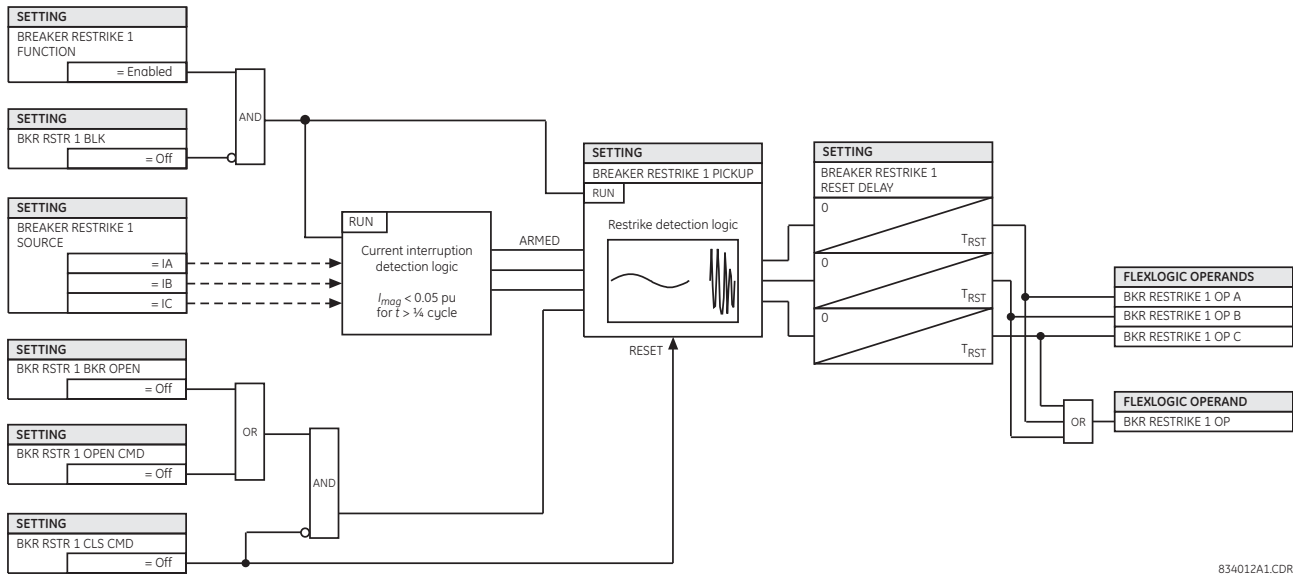 SETTING
BREAKER RESTRIKE 1
FUNCTION
= Enabled
SETTING
BKR RSTR 1 BLK
= Off
AND
SETTING
BREAKER RESTRIKE 1
SOURCE
= IA
= IB
= IC
RUN
Current interruption
detection logic
Imag < 0.05 pu
for t > ¼ cycle
ARMED
SETTING
BREAKER RESTRIKE 1 PICKUP
RUN
Restrike detection logic
RESET
SETTING
BREAKER RESTRIKE 1
RESET DELAY
0
TRST
0
TRST
0
TRST
FLEXLOGIC OPERANDS
BKR RESTRIKE 1 OP A
BKR RESTRIKE 1 OP B
BKR RESTRIKE 1 OP C
SETTING
BKR RSTR 1 BKR OPEN
= Off
SETTING
BKR RSTR 1 OPEN CMD
= Off
OR
AND
SETTING
BKR RSTR 1 CLS CMD
= Off
OR
FLEXLOGIC OPERAND
BKR RESTRIKE 1 OP
834012A1.CDR